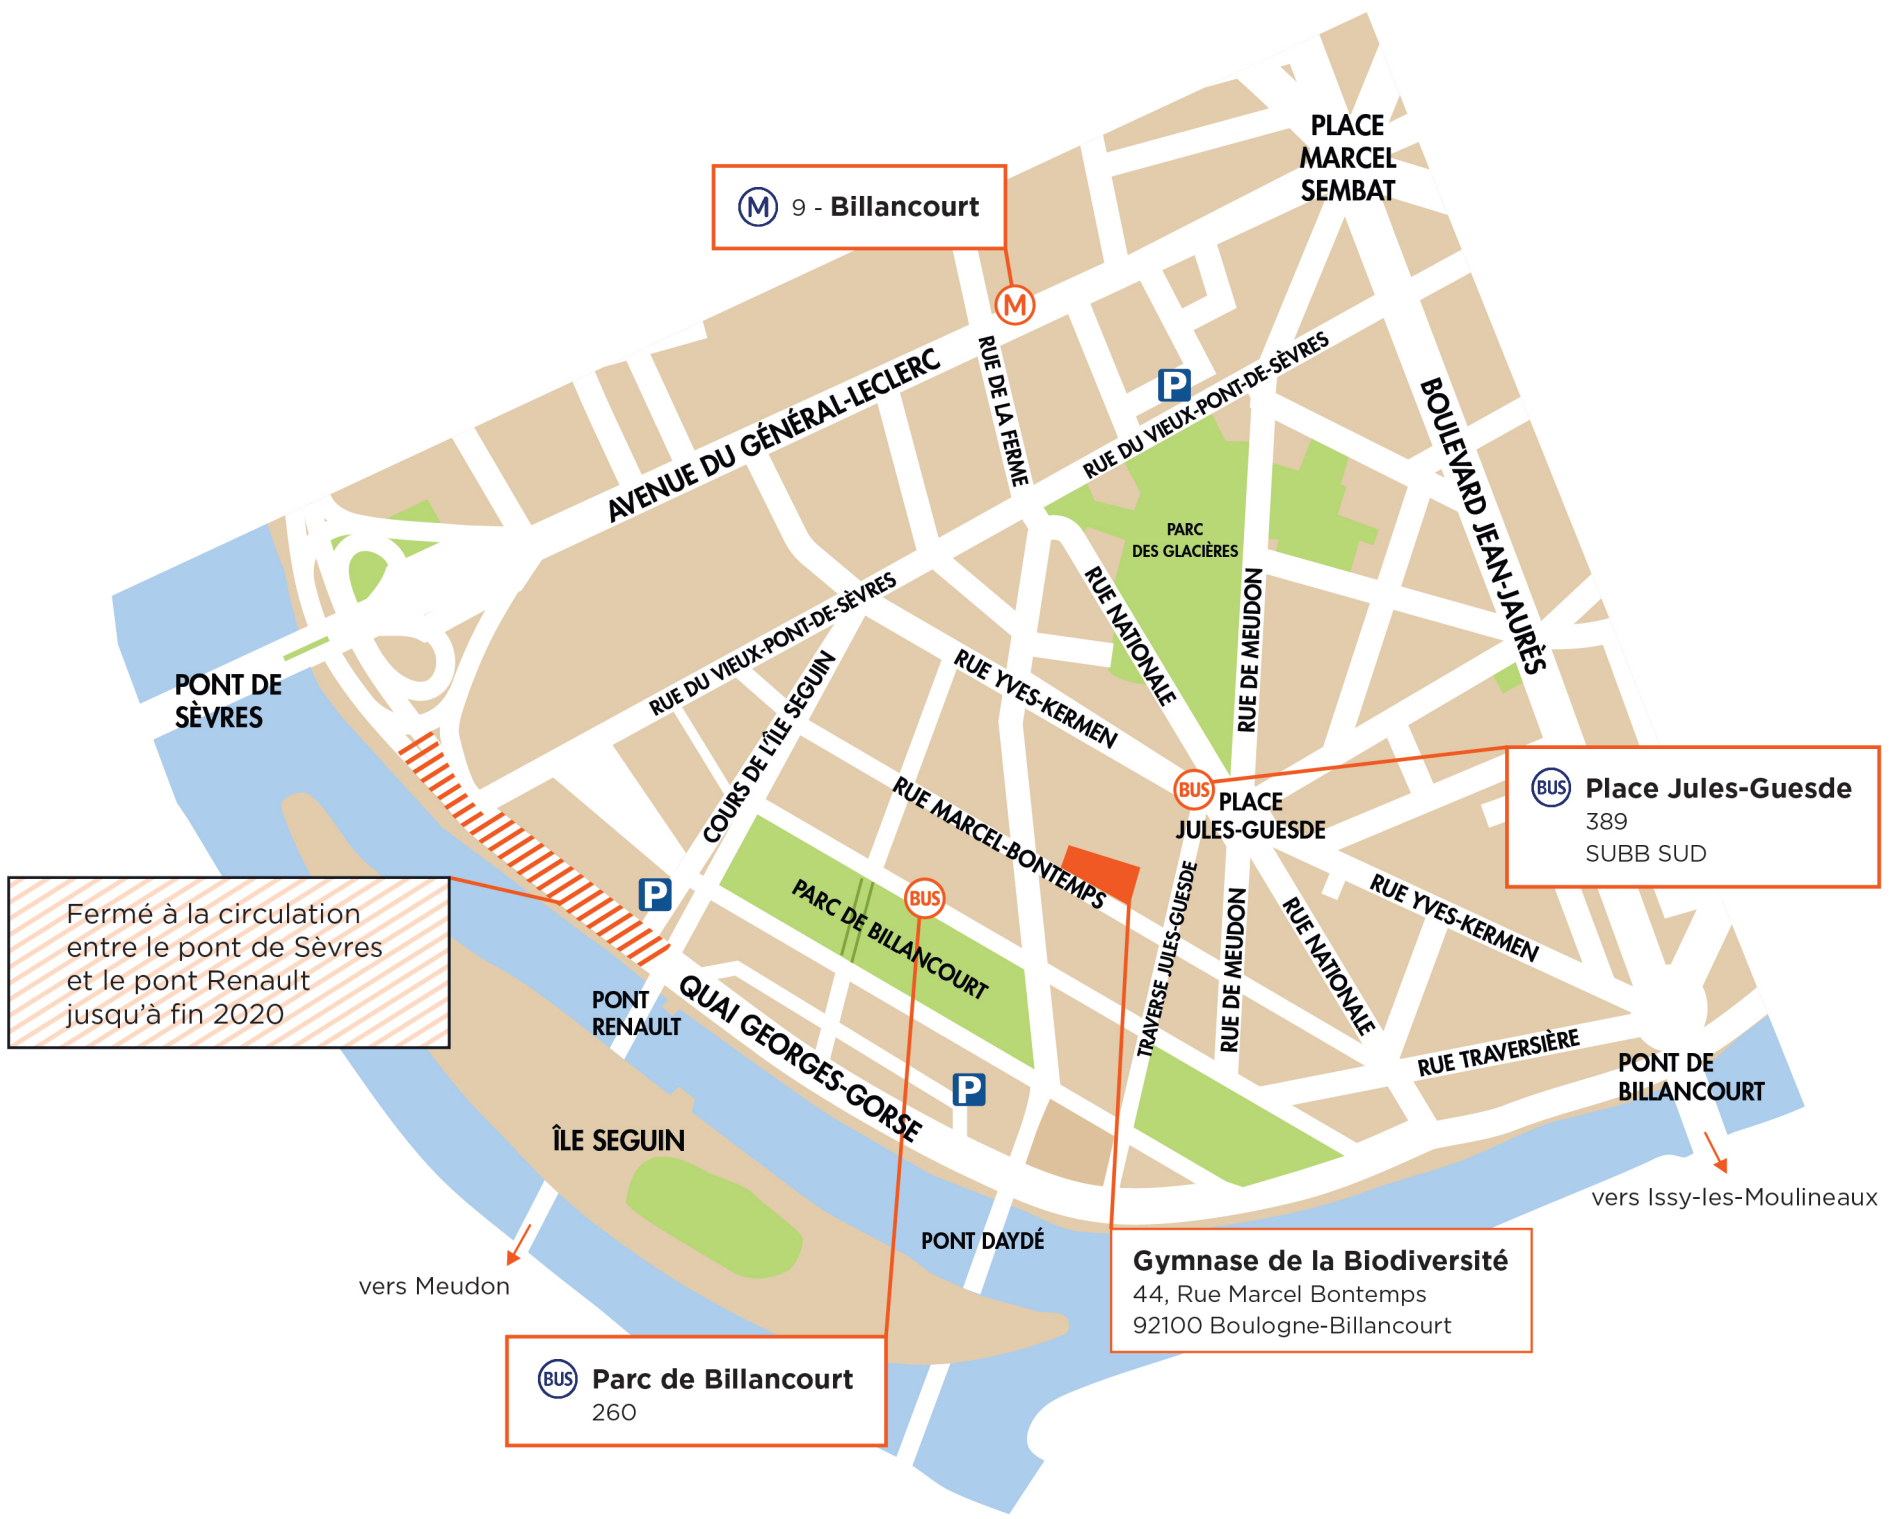 PLACE
MARCEL
SEMBAT
M 9 - Billancourt
M
RUE DE LA FERME
AVENUE DU GÉNÉRAL-LECLERC
P
RUE DU VIEUX-PONT-DE-SÈVRES
BOULEVARD JEAN-JAURÈS
PARC
DES GLACIÈRES
RUE NATIONALE
RUE DE MEUDON
RUE DU VIEUX-PONT-DE-SÈVRES
PONT DE
SÈVRES
COURS DE L'ÎLE SEGUIN
RUE YVES-KERMEN
RUE MARCEL-BONTEMPS
BUS
PLACE
JULES-GUESDE
BUS Place Jules-Guesde
389
SUBB SUD
P
PARC DE BILLANCOURT
BUS
TRAVERSE JULES-GUESDE
RUE DE MEUDON
RUE NATIONALE
RUE YVES-KERMEN
Fermé à la circulation
entre le pont de Sèvres
et le pont Renault
jusqu'à fin 2020
PONT
RENAULT
QUAI GEORGES-GORSE
P
RUE TRAVERSIÈRE
PONT DE
BILLANCOURT
ÎLE SEGUIN
vers Issy-les-Moulineaux
PONT DAYDÉ
vers Meudon
Gymnase de la Biodiversité
44, Rue Marcel Bontemps
92100 Boulogne-Billancourt
BUS Parc de Billancourt
260